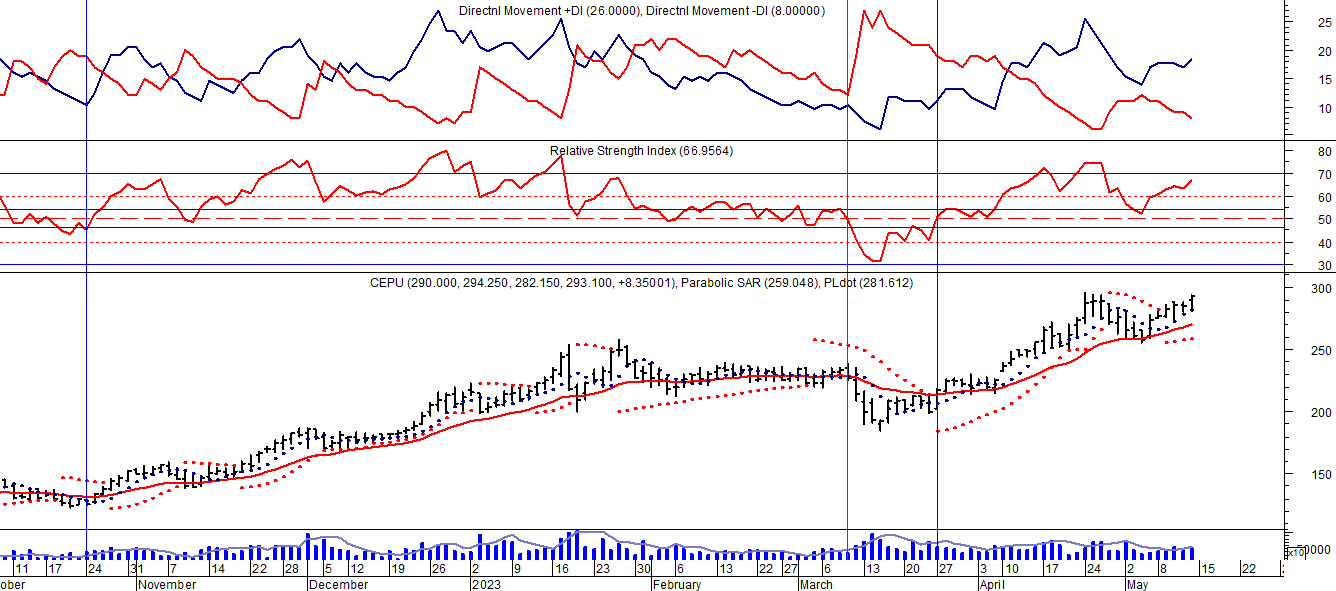 Directnl Movement +DI (26.0000), Directnl Movement -DI (8.00000)
25
20
15
10
Relative Strength Index (66.9564)
80
70
60
50
40
30
CEPU (290.000, 294.250, 282.150, 293.100, +8.35001), Parabolic SAR (259.048), PLdot (281.612)
300
250
200
150
50000
x10
11 17 24 31 7 14 22 28 5 12 19 26 2 9 16 23 30 6 13 22 27 6 13 20 27 3 10 17 24 2 8 15 22
ober November December 2023 February March April May